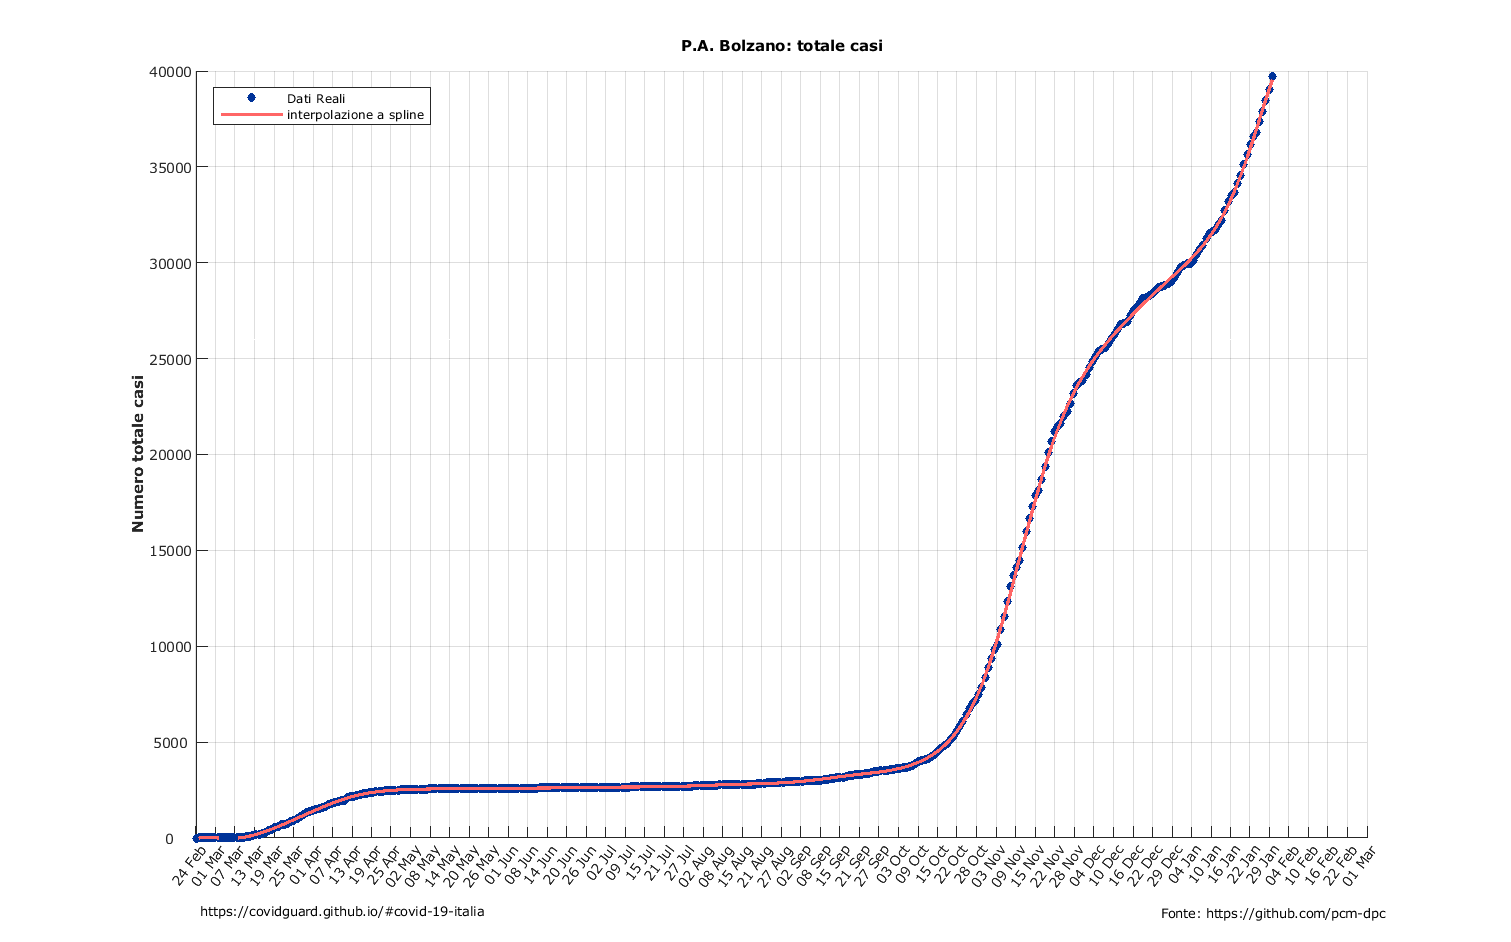 P.A. Bolzano: totale casi
40000
35000
30000
25000
20000
15000
10000
5000
0
Numero totale casi
Dati Reali
interpolazione a spline
24 Feb
01 Mar
07 Mar
13 Mar
19 Mar
25 Mar
01 Apr
07 Apr
13 Apr
19 Apr
25 Apr
02 May
08 May
14 May
20 May
26 May
01 Jun
08 Jun
14 Jun
20 Jun
26 Jun
02 Jul
09 Jul
15 Jul
21 Jul
27 Jul
02 Aug
08 Aug
15 Aug
21 Aug
27 Aug
02 Sep
08 Sep
15 Sep
21 Sep
27 Sep
03 Oct
09 Oct
15 Oct
22 Oct
28 Oct
03 Nov
09 Nov
15 Nov
22 Nov
28 Nov
04 Dec
10 Dec
16 Dec
22 Dec
29 Dec
04 Jan
10 Jan
16 Jan
22 Jan
29 Jan
04 Feb
10 Feb
16 Feb
22 Feb
01 Mar
https://covidguard.github.io/#covid-19-italia
Fonte: https://github.com/pcm-dpc